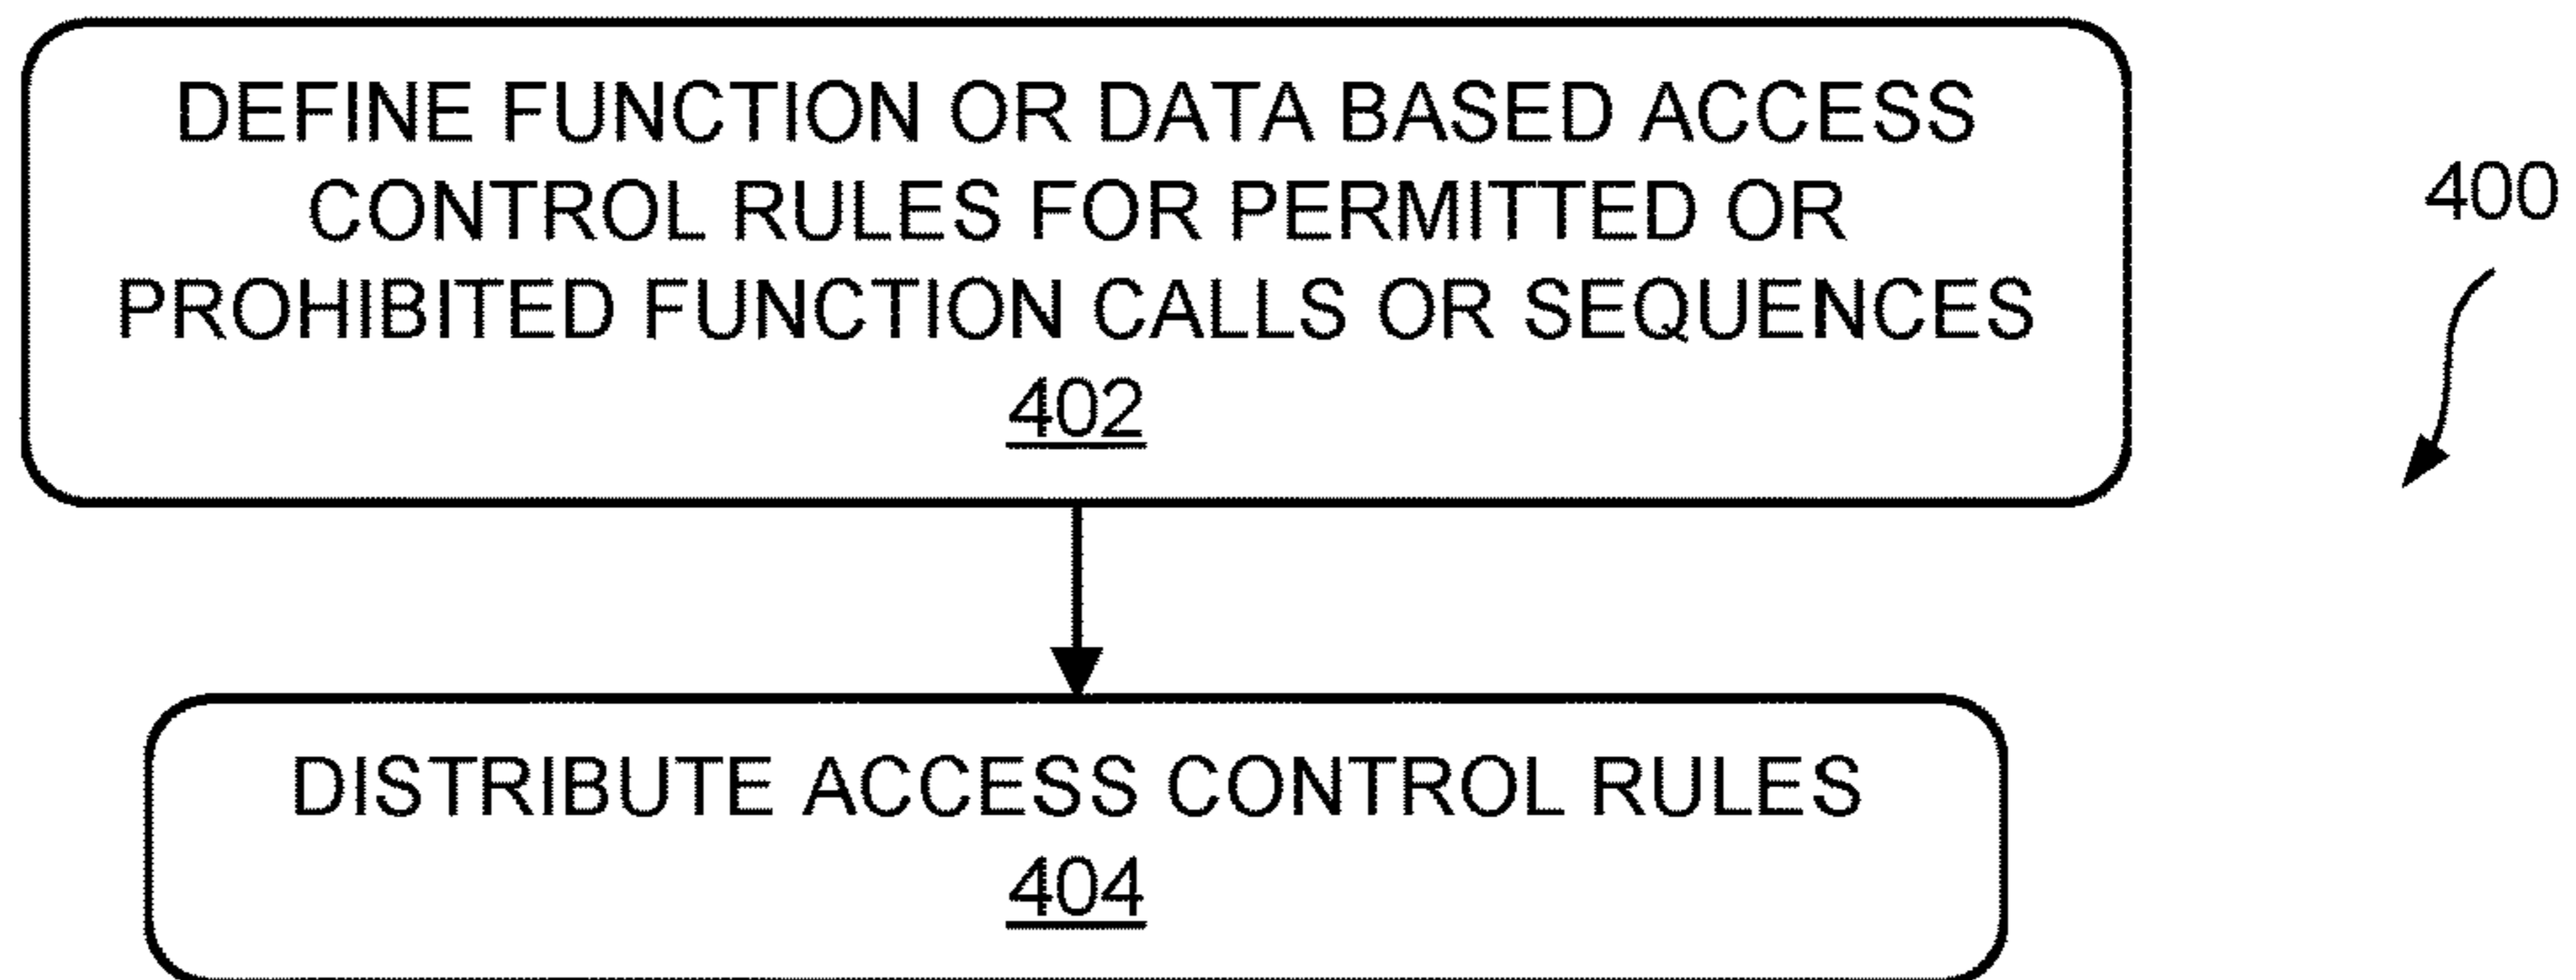 DEFINE FUNCTION OR DATA BASED ACCESS
CONTROL RULES FOR PERMITTED OR
PROHIBITED FUNCTION CALLS OR SEQUENCES
402
400
DISTRIBUTE ACCESS CONTROL RULES
404